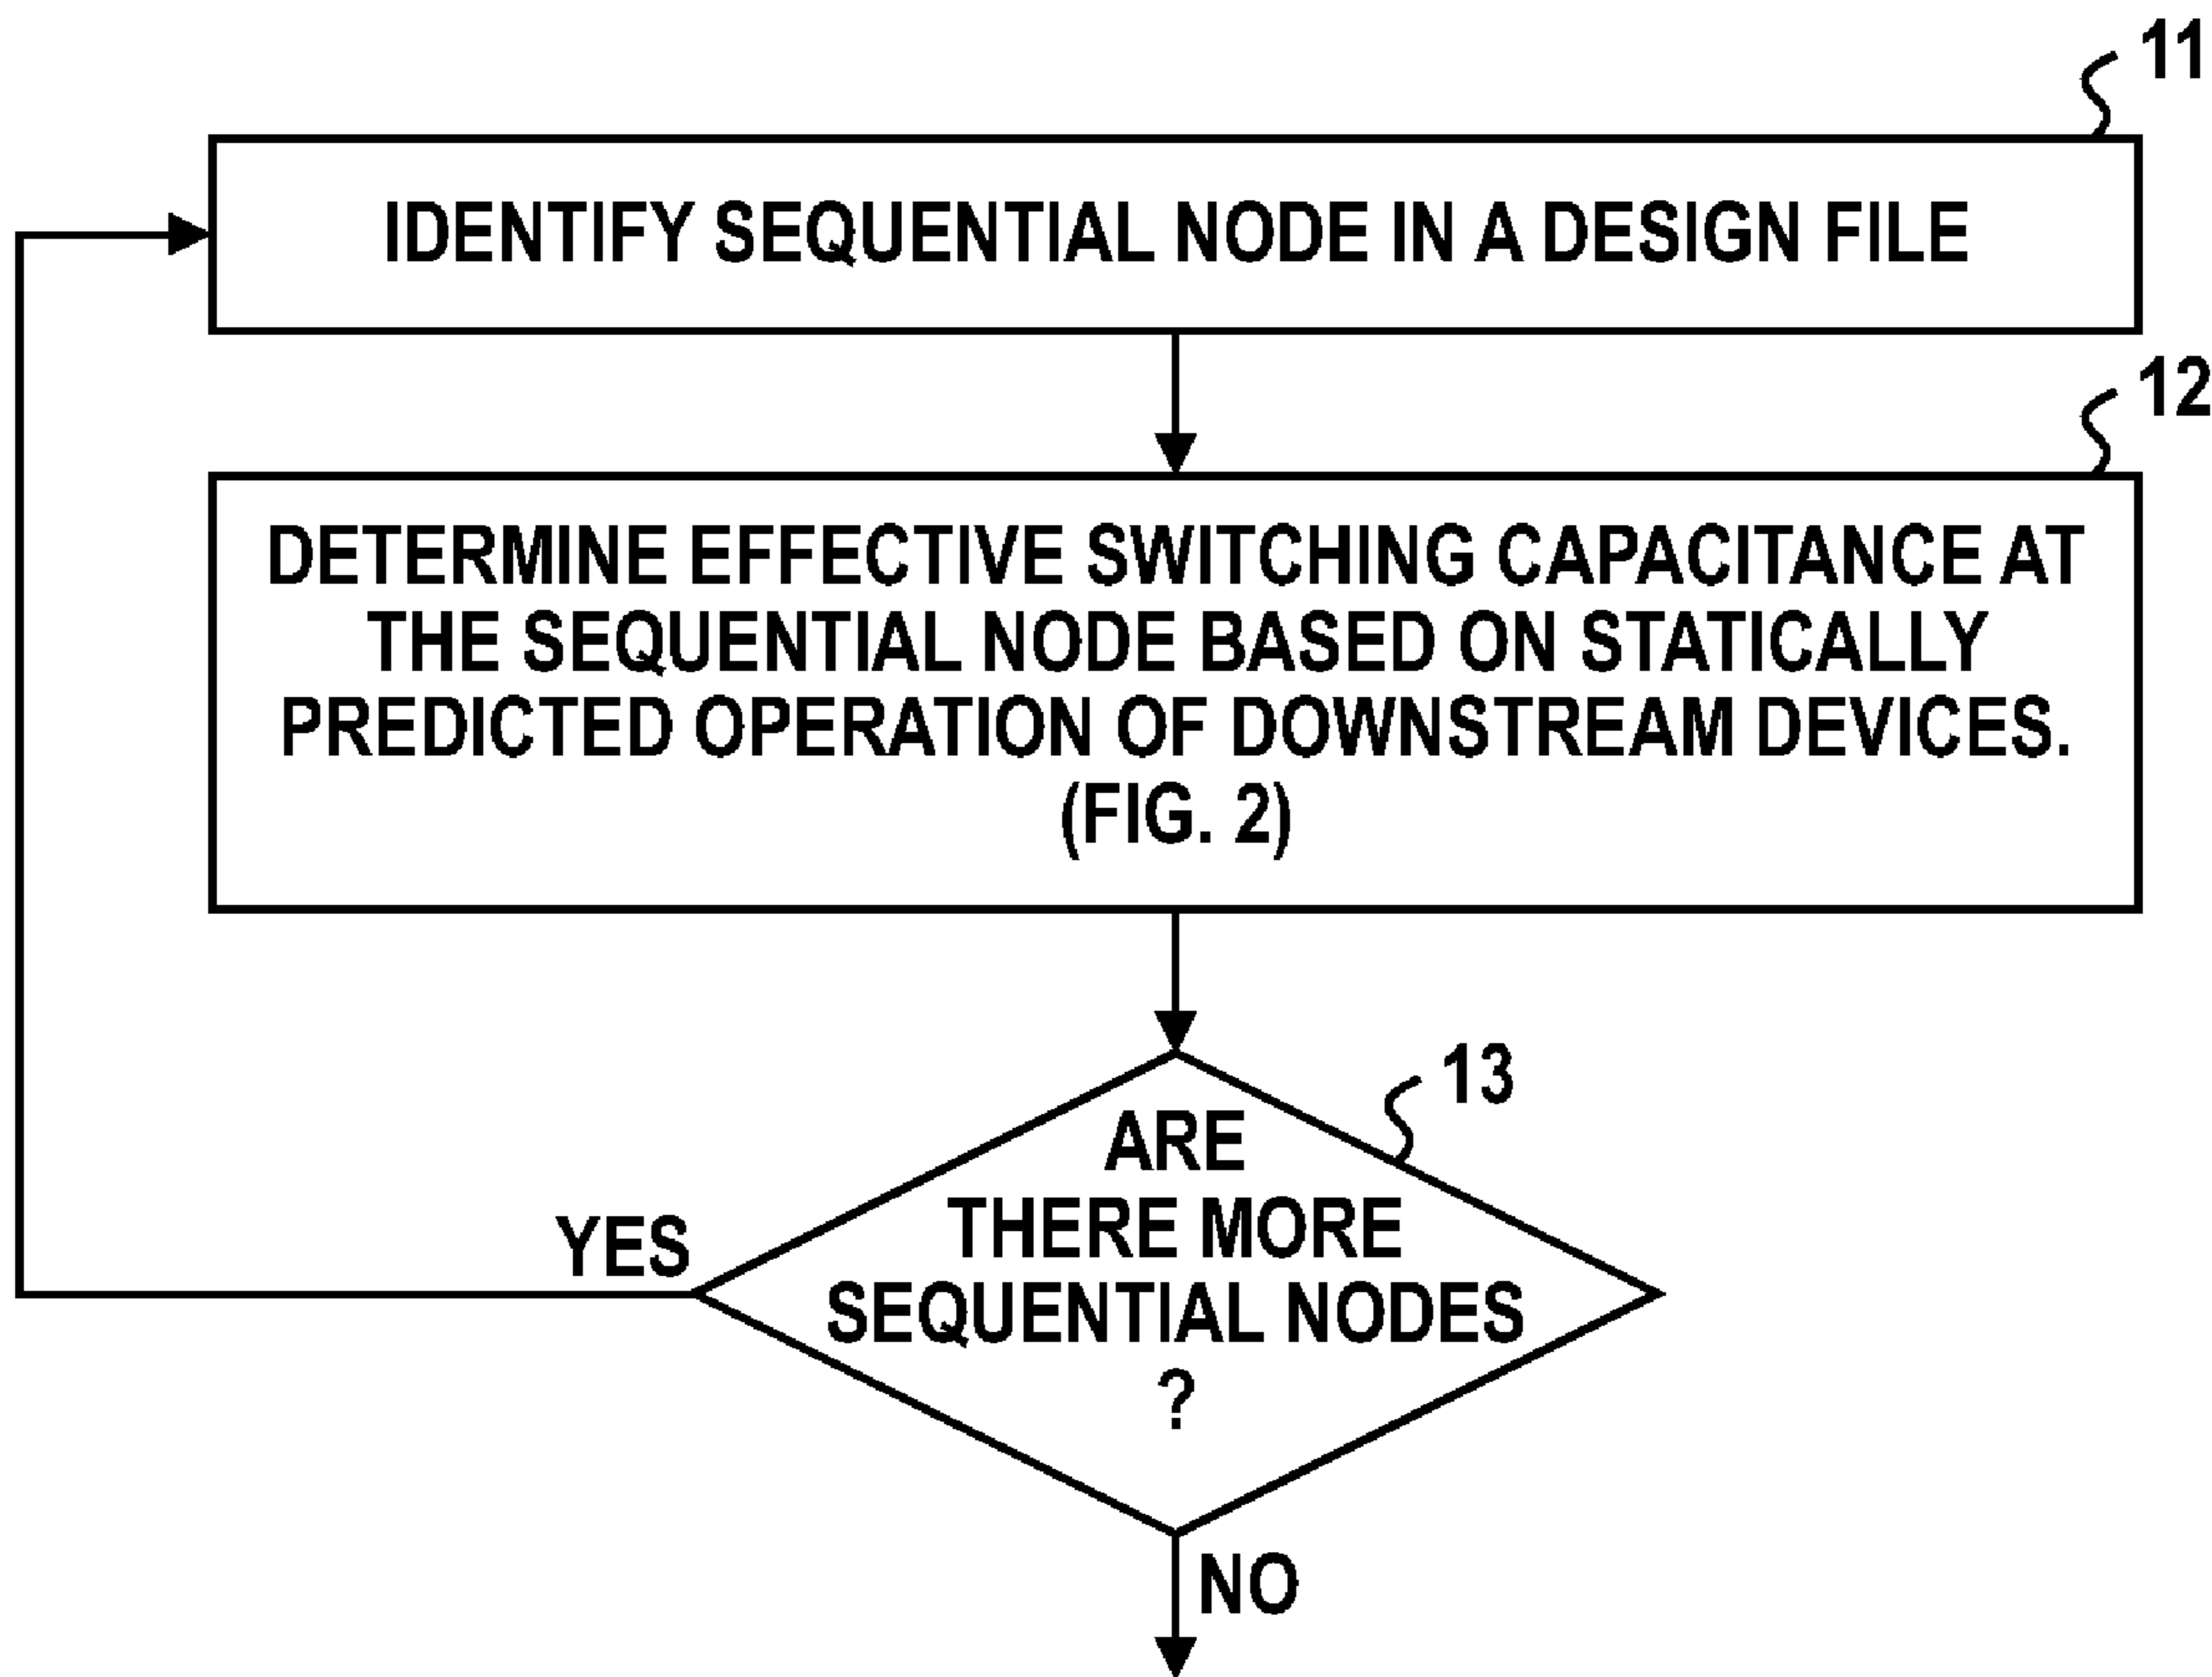 11
IDENTIFY SEQUENTIAL NODE IN A DESIGN FILE
12
DETERMINE EFFECTIVE SWITCHING CAPACITANCE AT
THE SEQUENTIAL NODE BASED ON STATICALLY
PREDICTED OPERATION OF DOWNSTREAM DEVICES.
(FIG. 2)
13
ARE
THERE MORE
SEQUENTIAL NODES
?
YES
NO